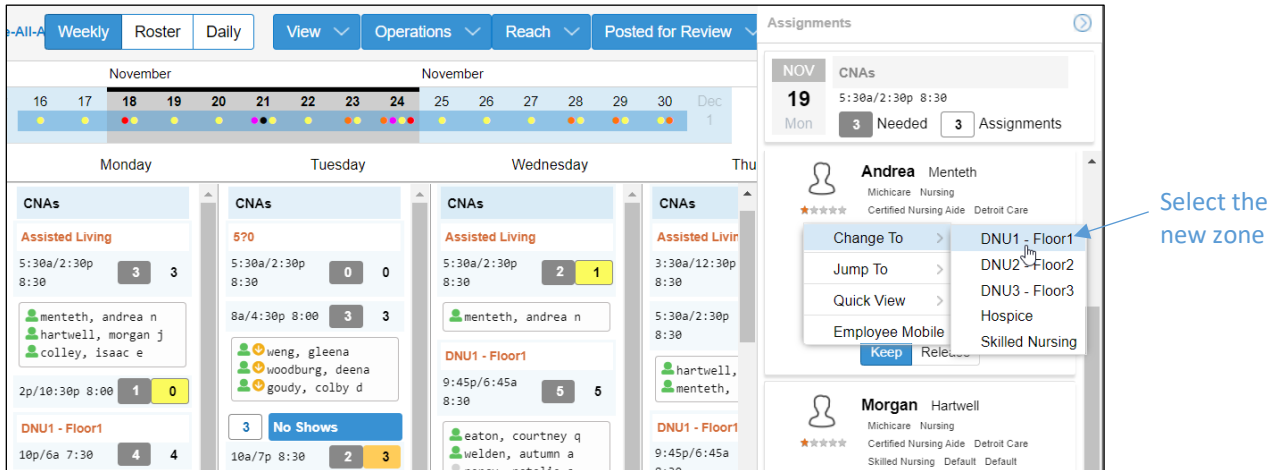 e-All-A Weekly Roster Daily View Operations Reach Posted for Review
November November
16 17 18 19 20 21 22 23 24 25 26 27 28 29 30 Dec 1
Monday Tuesday Wednesday Thu
CNAs
Assisted Living
5:30a/2:30p 8:30 3 3
menteth, andrea n
hartwell, morgan j
colley, isaac e
2p/10:30p 8:00 1 0
DNU1 - Floor1
10p/6a 7:30 4 4
CNAs
5?0
5:30a/2:30p 8:30 0 0
8a/4:30p 8:00 3 3
weng, gleena
woodburg, deena
goudy, colby d
3 No Shows
10a/7p 8:30 2 3
CNAs
Assisted Living
5:30a/2:30p 8:30 2 1
menteth, andrea n
DNU1 - Floor1
9:45p/6:45a 8:30 5 5
eaton, courtney q
welden, autumn a
CNAs
Assisted Livin
3:30a/12:30p 8:30
5:30a/2:30p 8:30
hartwell,
menteth,
DNU1 - Floor1
9:45p/6:45a
Assignments
NOV CNAs
19 5:30a/2:30p 8:30
Mon 3 Needed 3 Assignments
Andrea Menteth
Michicare Nursing
Certified Nursing Aide Detroit Care
Change To
Jump To
Quick View
Employee Mobile
DNU1 - Floor1
DNU2 - Floor2
DNU3 - Floor3
Hospice
Skilled Nursing
Keep Release
Morgan Hartwell
Michicare Nursing
Certified Nursing Aide Detroit Care
Skilled Nursing Default Default
Select the
new zone